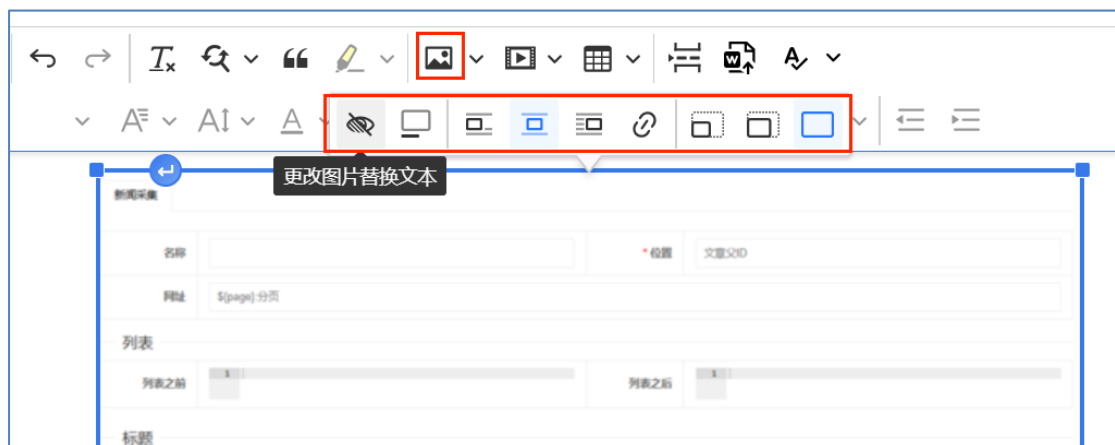 更改图片替换文本
新闻采集
名称
* 位置 文章父ID
网址 ${page}:分页
列表
列表之前 1 列表之后 1
标题